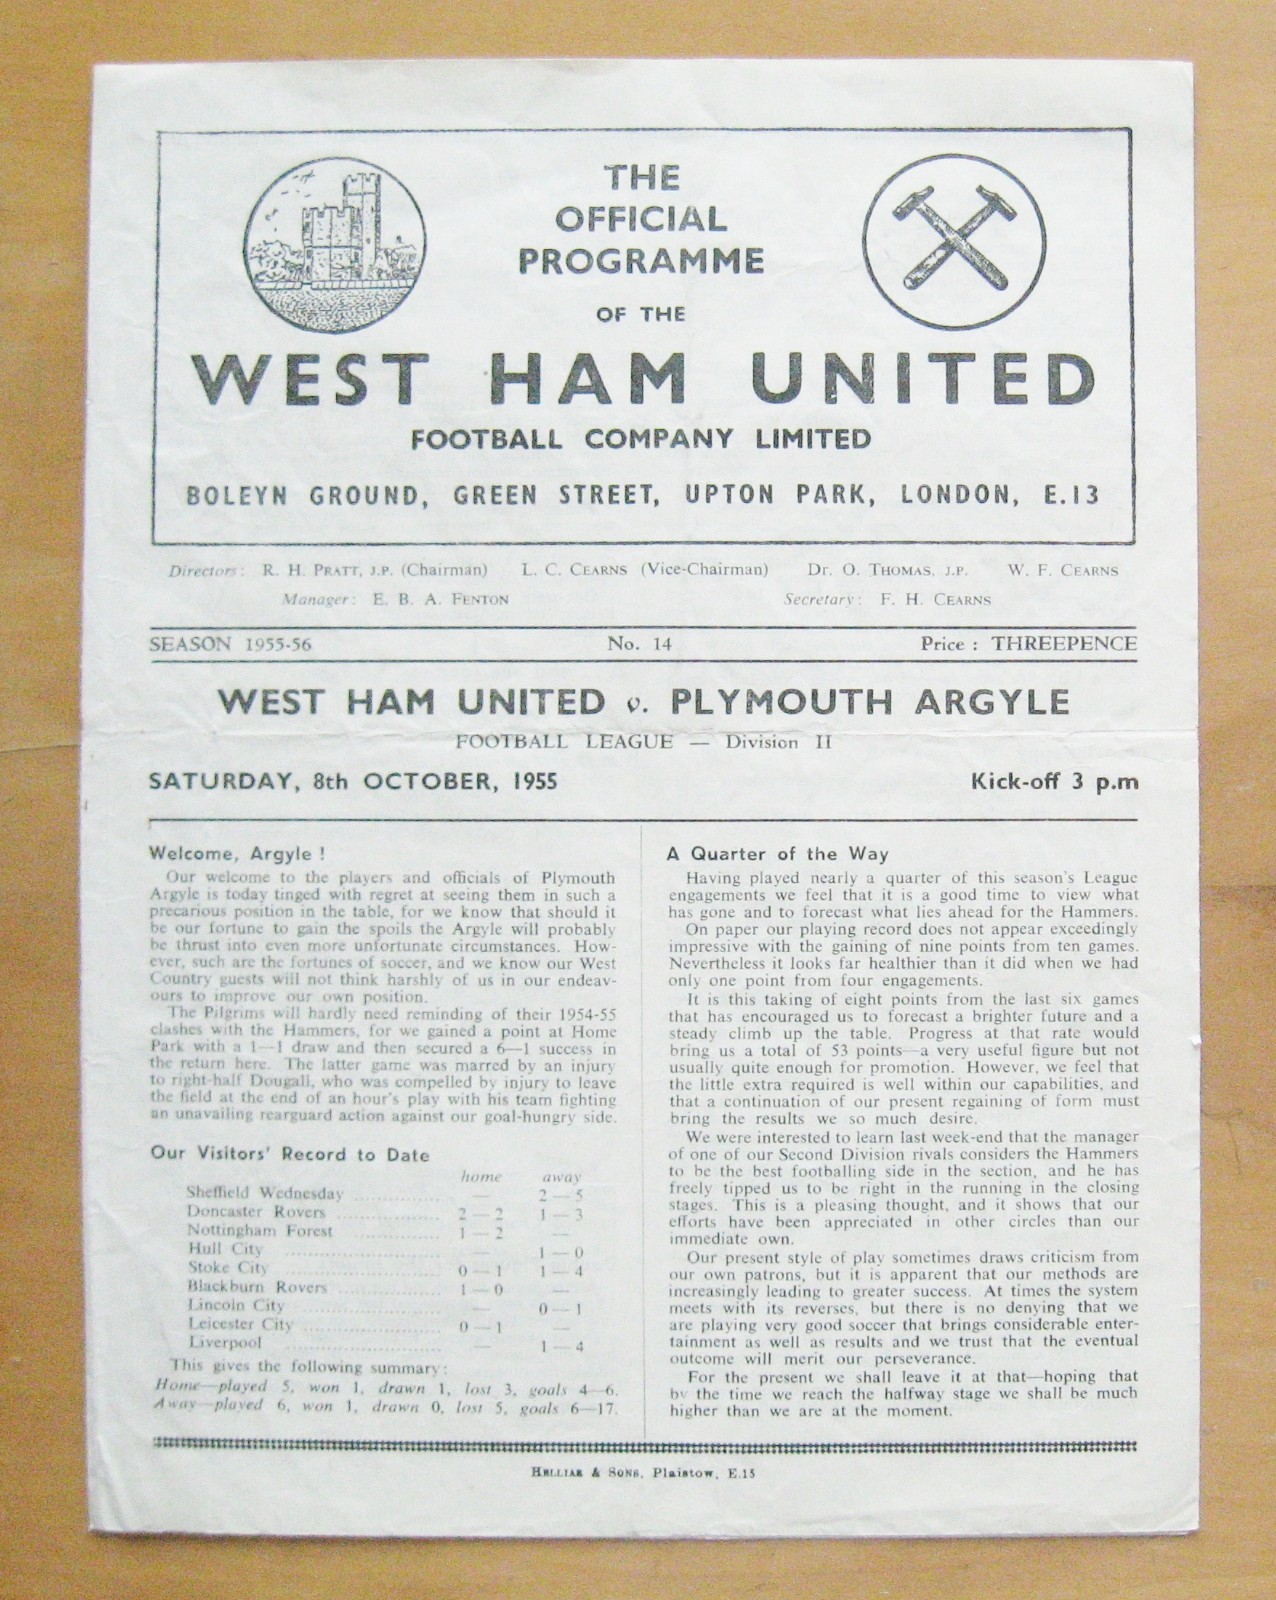 THE
OFFICIAL
PROGRAMME
OF THE
WEST HAM UNITED
FOOTBALL COMPANY LIMITED
BOLEYN GROUND, GREEN STREET, UPTON PARK, LONDON, E.13
Directors: R. H. PRATT, J.P. (Chairman) L. C. CEARNS (Vice-Chairman) Dr. O. THOMAS, J.P. W. F. CEARNS
Manager: E. B. A. FENTON Secretary: F. H. CEARNS
SEASON 1955-56 No. 14 Price : THREEPENCE
WEST HAM UNITED v. PLYMOUTH ARGYLE
FOOTBALL LEAGUE — Division II
SATURDAY, 8th OCTOBER, 1955 Kick-off 3 p.m
Welcome, Argyle !
Our welcome to the players and officials of Plymouth
Argyle is today tinged with regret at seeing them in such a
precarious position in the table, for we know that should it
be our fortune to gain the spoils the Argyle will probably
be thrust into even more unfortunate circumstances. How-
ever, such are the fortunes of soccer, and we know our West
Country guests will not think harshly of us in our endeav-
ours to improve our own position.
The Pilgrims will hardly need reminding of their 1954-55
clashes with the Hammers, for we gained a point at Home
Park with a 1—1 draw and then secured a 6—1 success in
the return here. The latter game was marred by an injury
to right-half Dougall, who was compelled by injury to leave
the field at the end of an hour's play with his team fighting
an unavailing rearguard action against our goal-hungry side.
Our Visitors' Record to Date
home away
Sheffield Wednesday ............... — 2 — 5
Doncaster Rovers .................. 2 — 2 1 — 3
Nottingham Forest ................. 1 — 2 —
Hull City ......................... — 1 — 0
Stoke City ........................ 0 — 1 1 — 4
Blackburn Rovers .................. 1 — 0 —
Lincoln City ...................... — 0 — 1
Leicester City .................... 0 — 1 —
Liverpool ......................... — 1 — 4
This gives the following summary:
Home—played 5, won 1, drawn 1, lost 3, goals 4—6.
Away—played 6, won 1, drawn 0, lost 5, goals 6—17.
A Quarter of the Way
Having played nearly a quarter of this season's League
engagements we feel that it is a good time to view what
has gone and to forecast what lies ahead for the Hammers.
On paper our playing record does not appear exceedingly
impressive with the gaining of nine points from ten games.
Nevertheless it looks far healthier than it did when we had
only one point from four engagements.
It is this taking of eight points from the last six games
that has encouraged us to forecast a brighter future and a
steady climb up the table. Progress at that rate would
bring us a total of 53 points—a very useful figure but not
usually quite enough for promotion. However, we feel that
the little extra required is well within our capabilities, and
that a continuation of our present regaining of form must
bring the results we so much desire.
We were interested to learn last week-end that the manager
of one of our Second Division rivals considers the Hammers
to be the best footballing side in the section, and he has
freely tipped us to be right in the running in the closing
stages. This is a pleasing thought, and it shows that our
efforts have been appreciated in other circles than our
immediate own.
Our present style of play sometimes draws criticism from
our own patrons, but it is apparent that our methods are
increasingly leading to greater success. At times the system
meets with its reverses, but there is no denying that we
are playing very good soccer that brings considerable enter-
tainment as well as results and we trust that the eventual
outcome will merit our perseverance.
For the present we shall leave it at that—hoping that
by the time we reach the halfway stage we shall be much
higher than we are at the moment.
HELLIAR & SONS, Plaistow, E.15